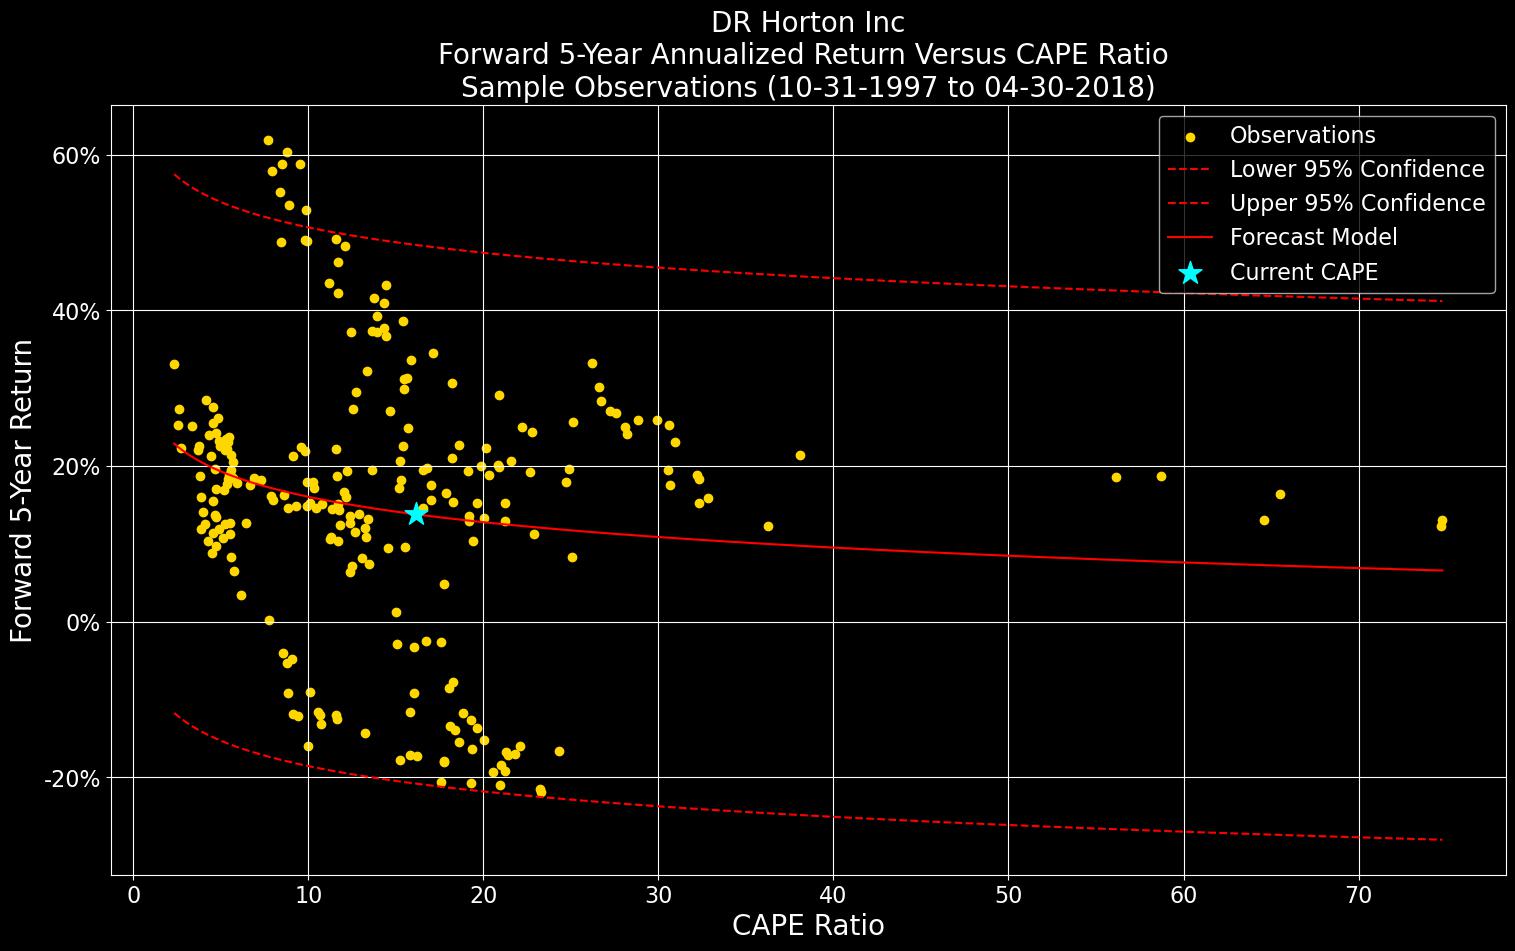 DR Horton Inc
Forward 5-Year Annualized Return Versus CAPE Ratio
Sample Observations (10-31-1997 to 04-30-2018)
Observations
Lower 95% Confidence
Upper 95% Confidence
Forecast Model
Current CAPE
Forward 5-Year Return
60%
40%
20%
0%
-20%
0 10 20 30 40 50 60 70
CAPE Ratio